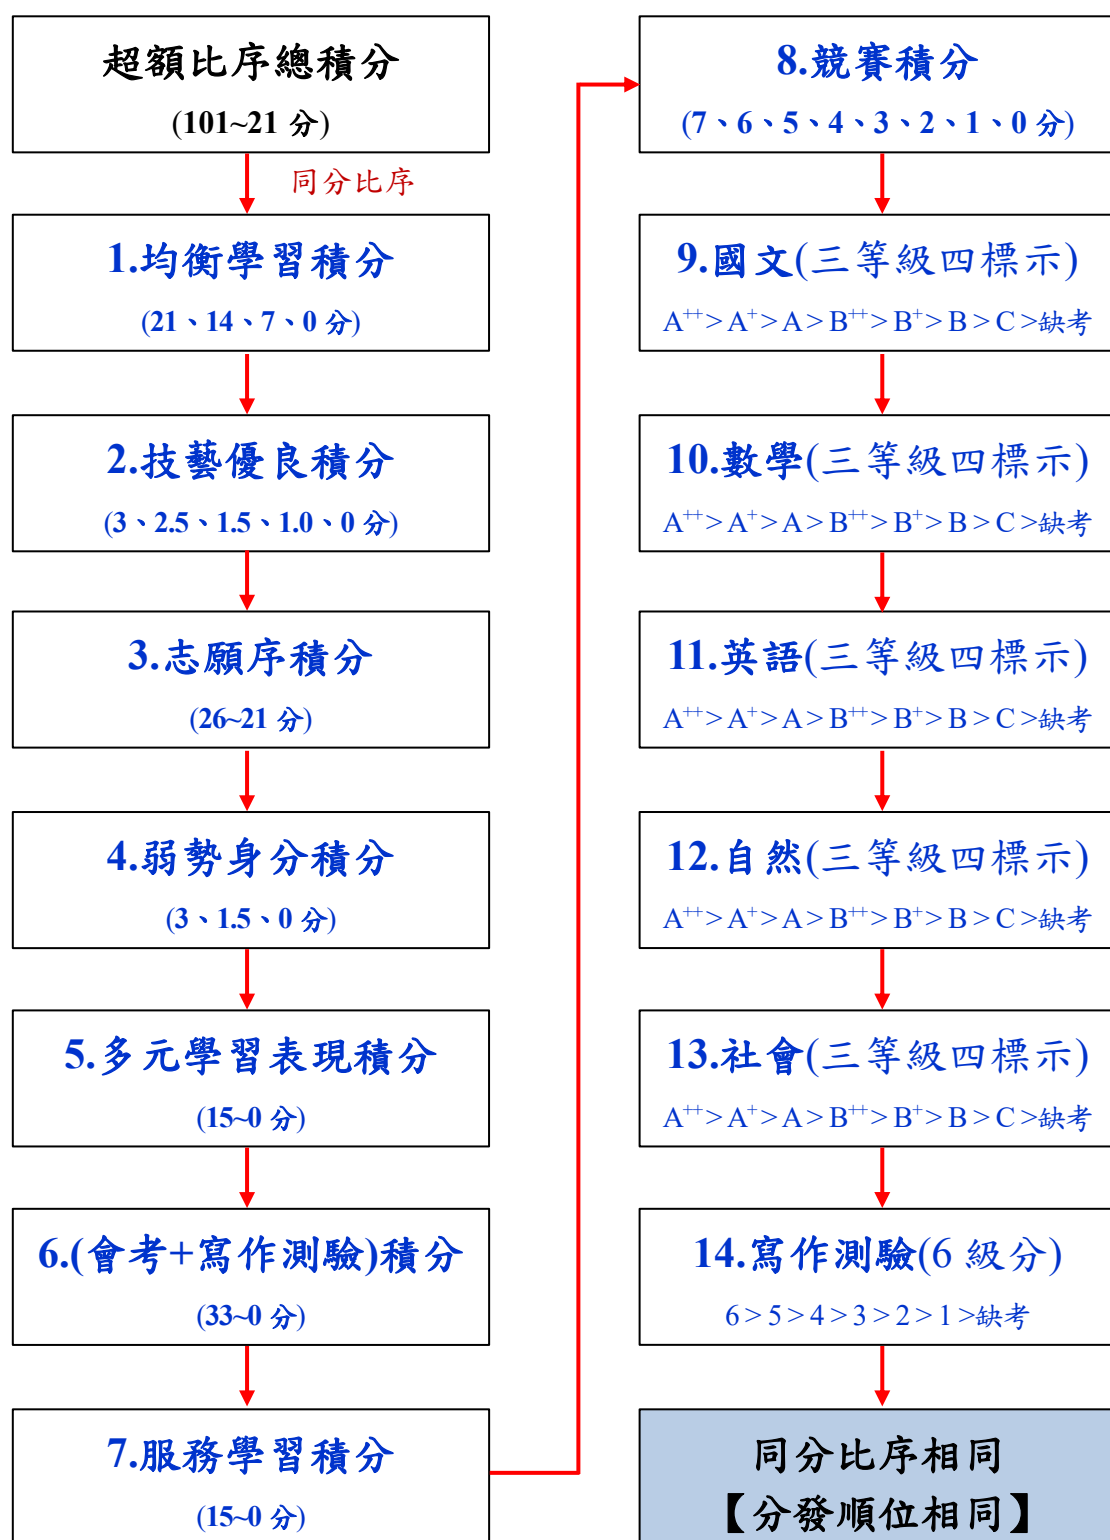 超額比序總積分
(101~21 分)
同分比序
1.均衡學習積分
(21、14、7、0 分)
2.技藝優良積分
(3、2.5、1.5、1.0、0 分)
3.志願序積分
(26~21 分)
4.弱勢身分積分
(3、1.5、0 分)
5.多元學習表現積分
(15~0 分)
6.(會考+寫作測驗)積分
(33~0 分)
7.服務學習積分
(15~0 分)
8.競賽積分
(7、6、5、4、3、2、1、0 分)
9.國文(三等級四標示)
A⁺⁺> A⁺> A> B⁺⁺> B⁺> B > C >缺考
10.數學(三等級四標示)
A⁺⁺> A⁺> A> B⁺⁺> B⁺> B > C >缺考
11.英語(三等級四標示)
A⁺⁺> A⁺> A> B⁺⁺> B⁺> B > C >缺考
12.自然(三等級四標示)
A⁺⁺> A⁺> A> B⁺⁺> B⁺> B > C >缺考
13.社會(三等級四標示)
A⁺⁺> A⁺> A> B⁺⁺> B⁺> B > C >缺考
14.寫作測驗(6 級分)
6 > 5 > 4 > 3 > 2 > 1 >缺考
同分比序相同
【分發順位相同】